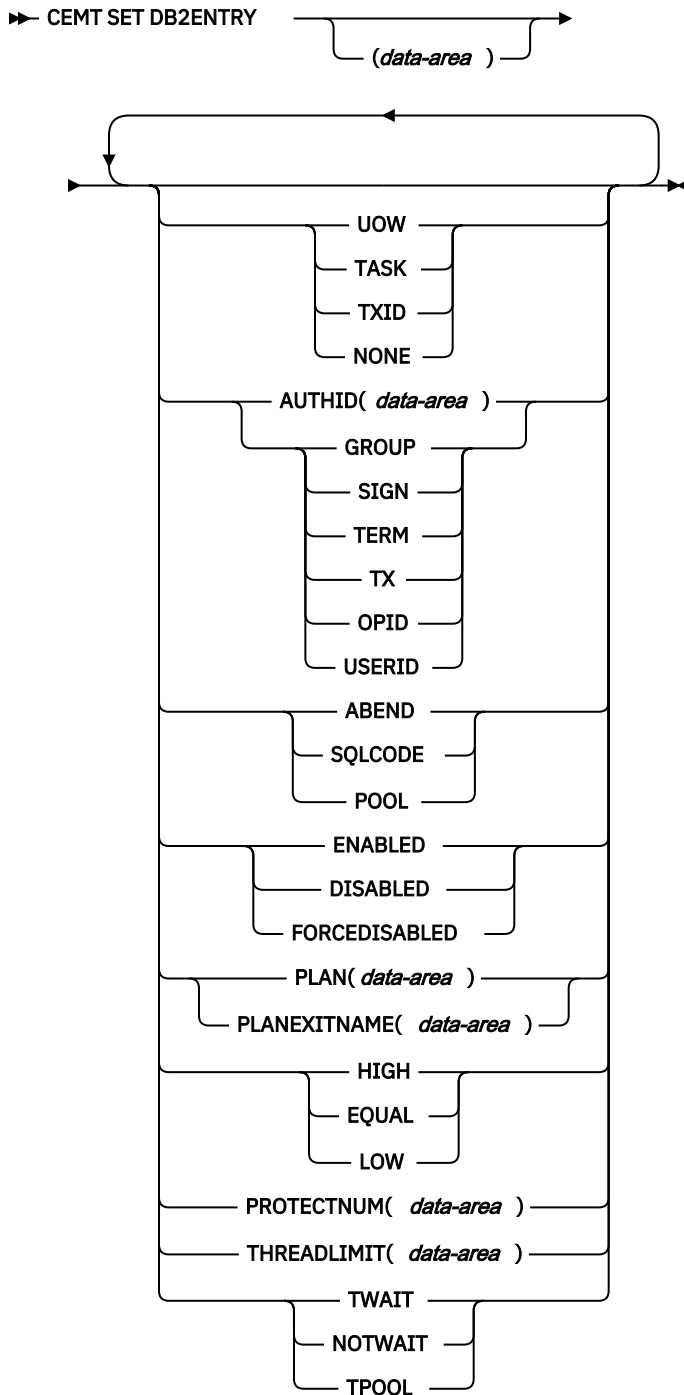 CEMT SET DB2ENTRY
(data-area )
UOW
TASK
TXID
NONE
AUTHID( data-area )
GROUP
SIGN
TERM
TX
OPID
USERID
ABEND
SQLCODE
POOL
ENABLED
DISABLED
FORCEDISABLED
PLAN( data-area )
PLANEXITNAME( data-area )
HIGH
EQUAL
LOW
PROTECTNUM( data-area )
THREADLIMIT( data-area )
TWAIT
NOTWAIT
TPOOL